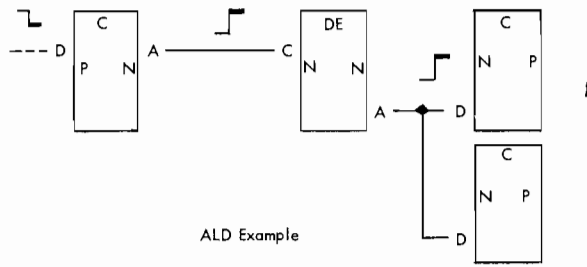 C DE C
D P N A C N N N P
A D
C
N P
ALD Example D